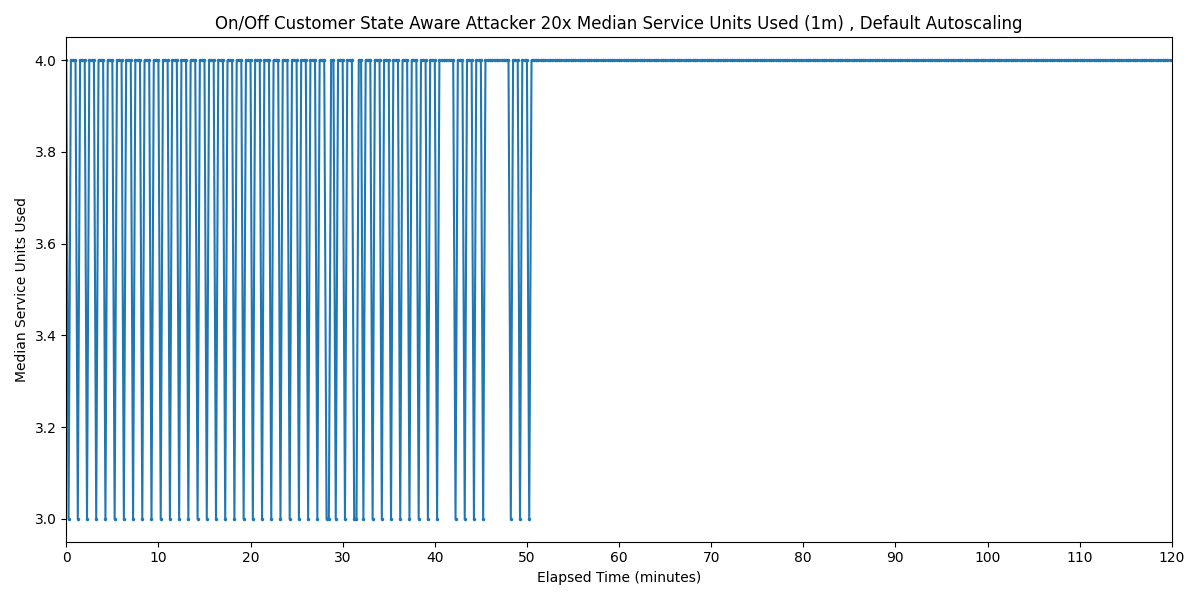 On/Off Customer State Aware Attacker 20x Median Service Units Used (1m) , Default Autoscaling
Median Service Units Used
4.0
3.8
3.6
3.4
3.2
3.0
0 10 20 30 40 50 60 70 80 90 100 110 120
Elapsed Time (minutes)